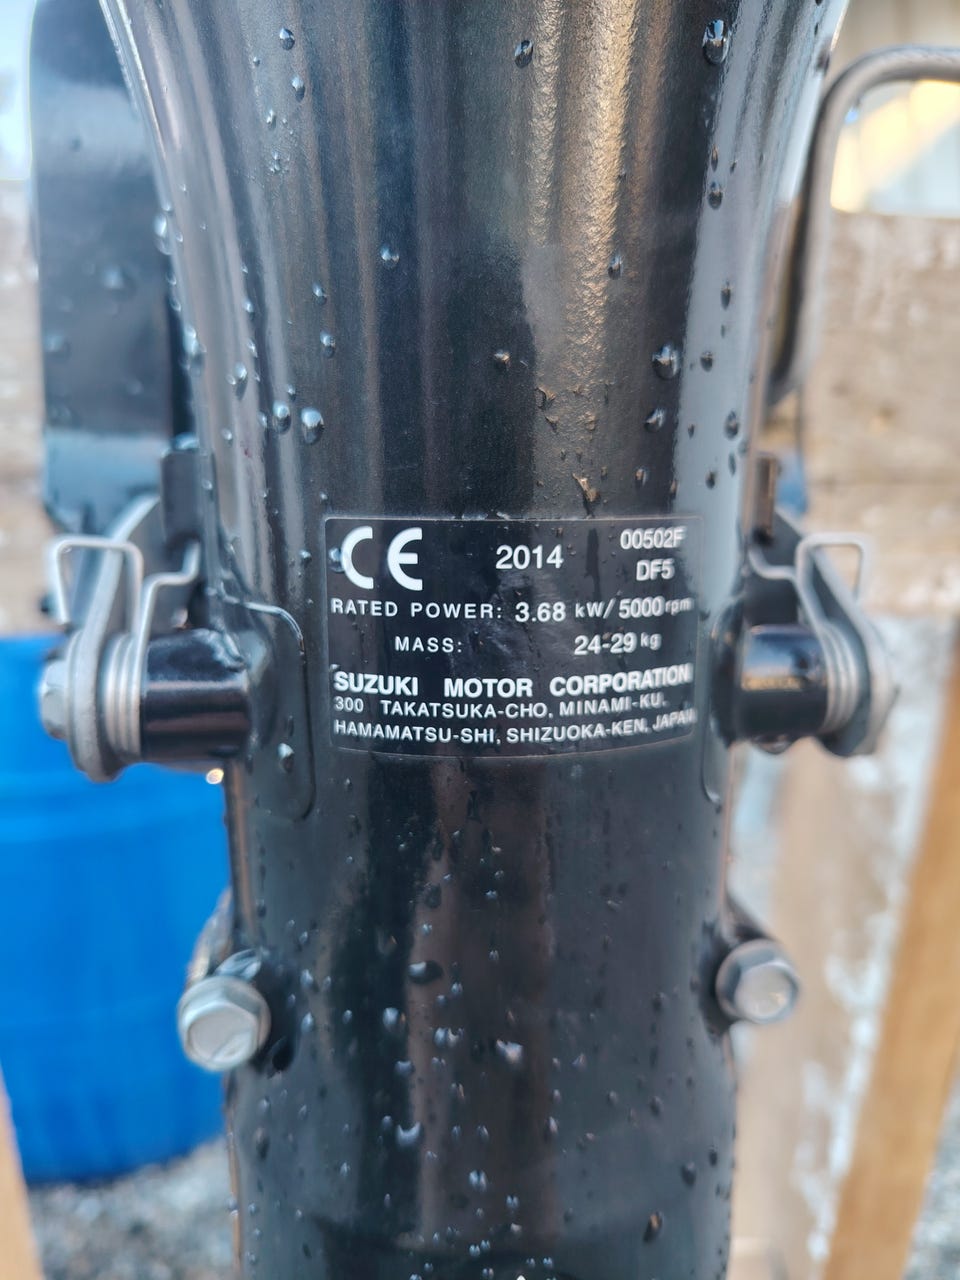 CE 2014 00502F
DF5
RATED POWER: 3.68 kW/5000 rpm
MASS: 24-29 kg
SUZUKI MOTOR CORPORATION
300 TAKATSUKA-CHO, MINAMI-KU,
HAMAMATSU-SHI, SHIZUOKA-KEN, JAPAN